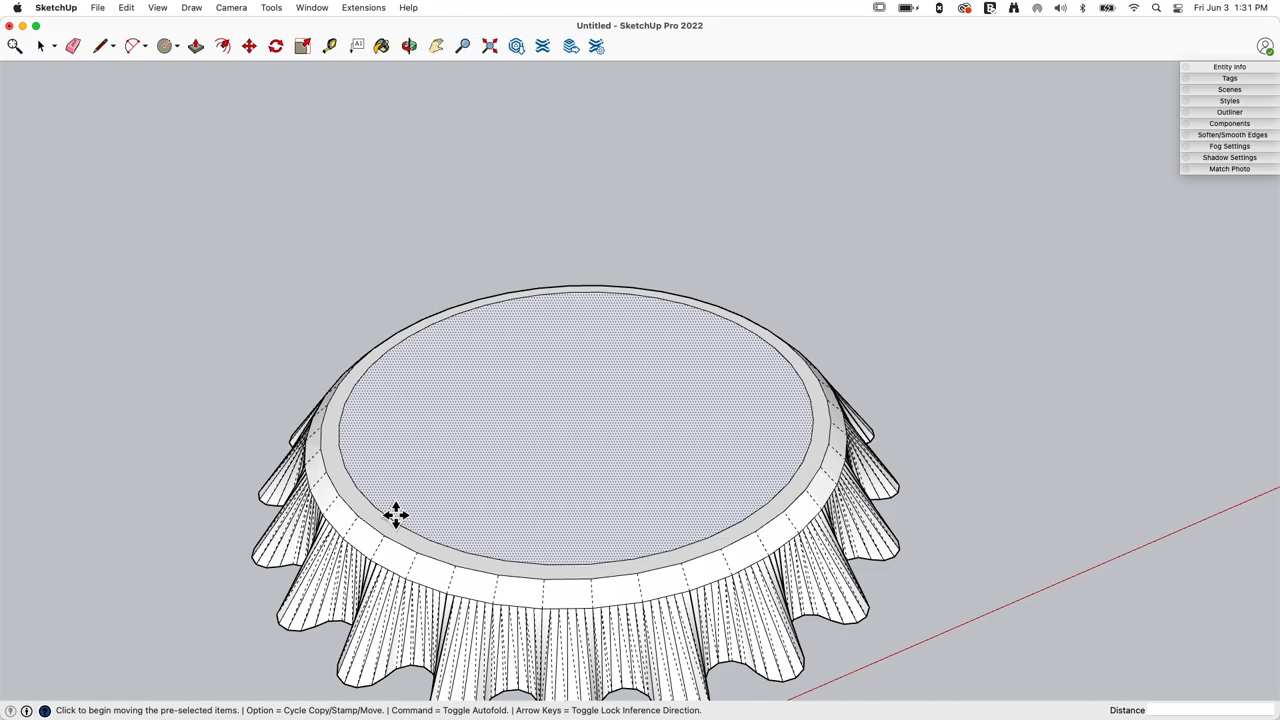 SketchUp File Edit View Draw Camera Tools Window Extensions Help Fri Jun 3 1:31 PM
Untitled - SketchUp Pro 2022
A1
Entity Info
Tags
Scenes
Styles
Outliner
Components
Soften/Smooth Edges
Fog Settings
Shadow Settings
Match Photo
Click to begin moving the pre-selected items. | Option = Cycle Copy/Stamp/Move. | Command = Toggle Autofold. | Arrow Keys = Toggle Lock Inference Direction. Distance